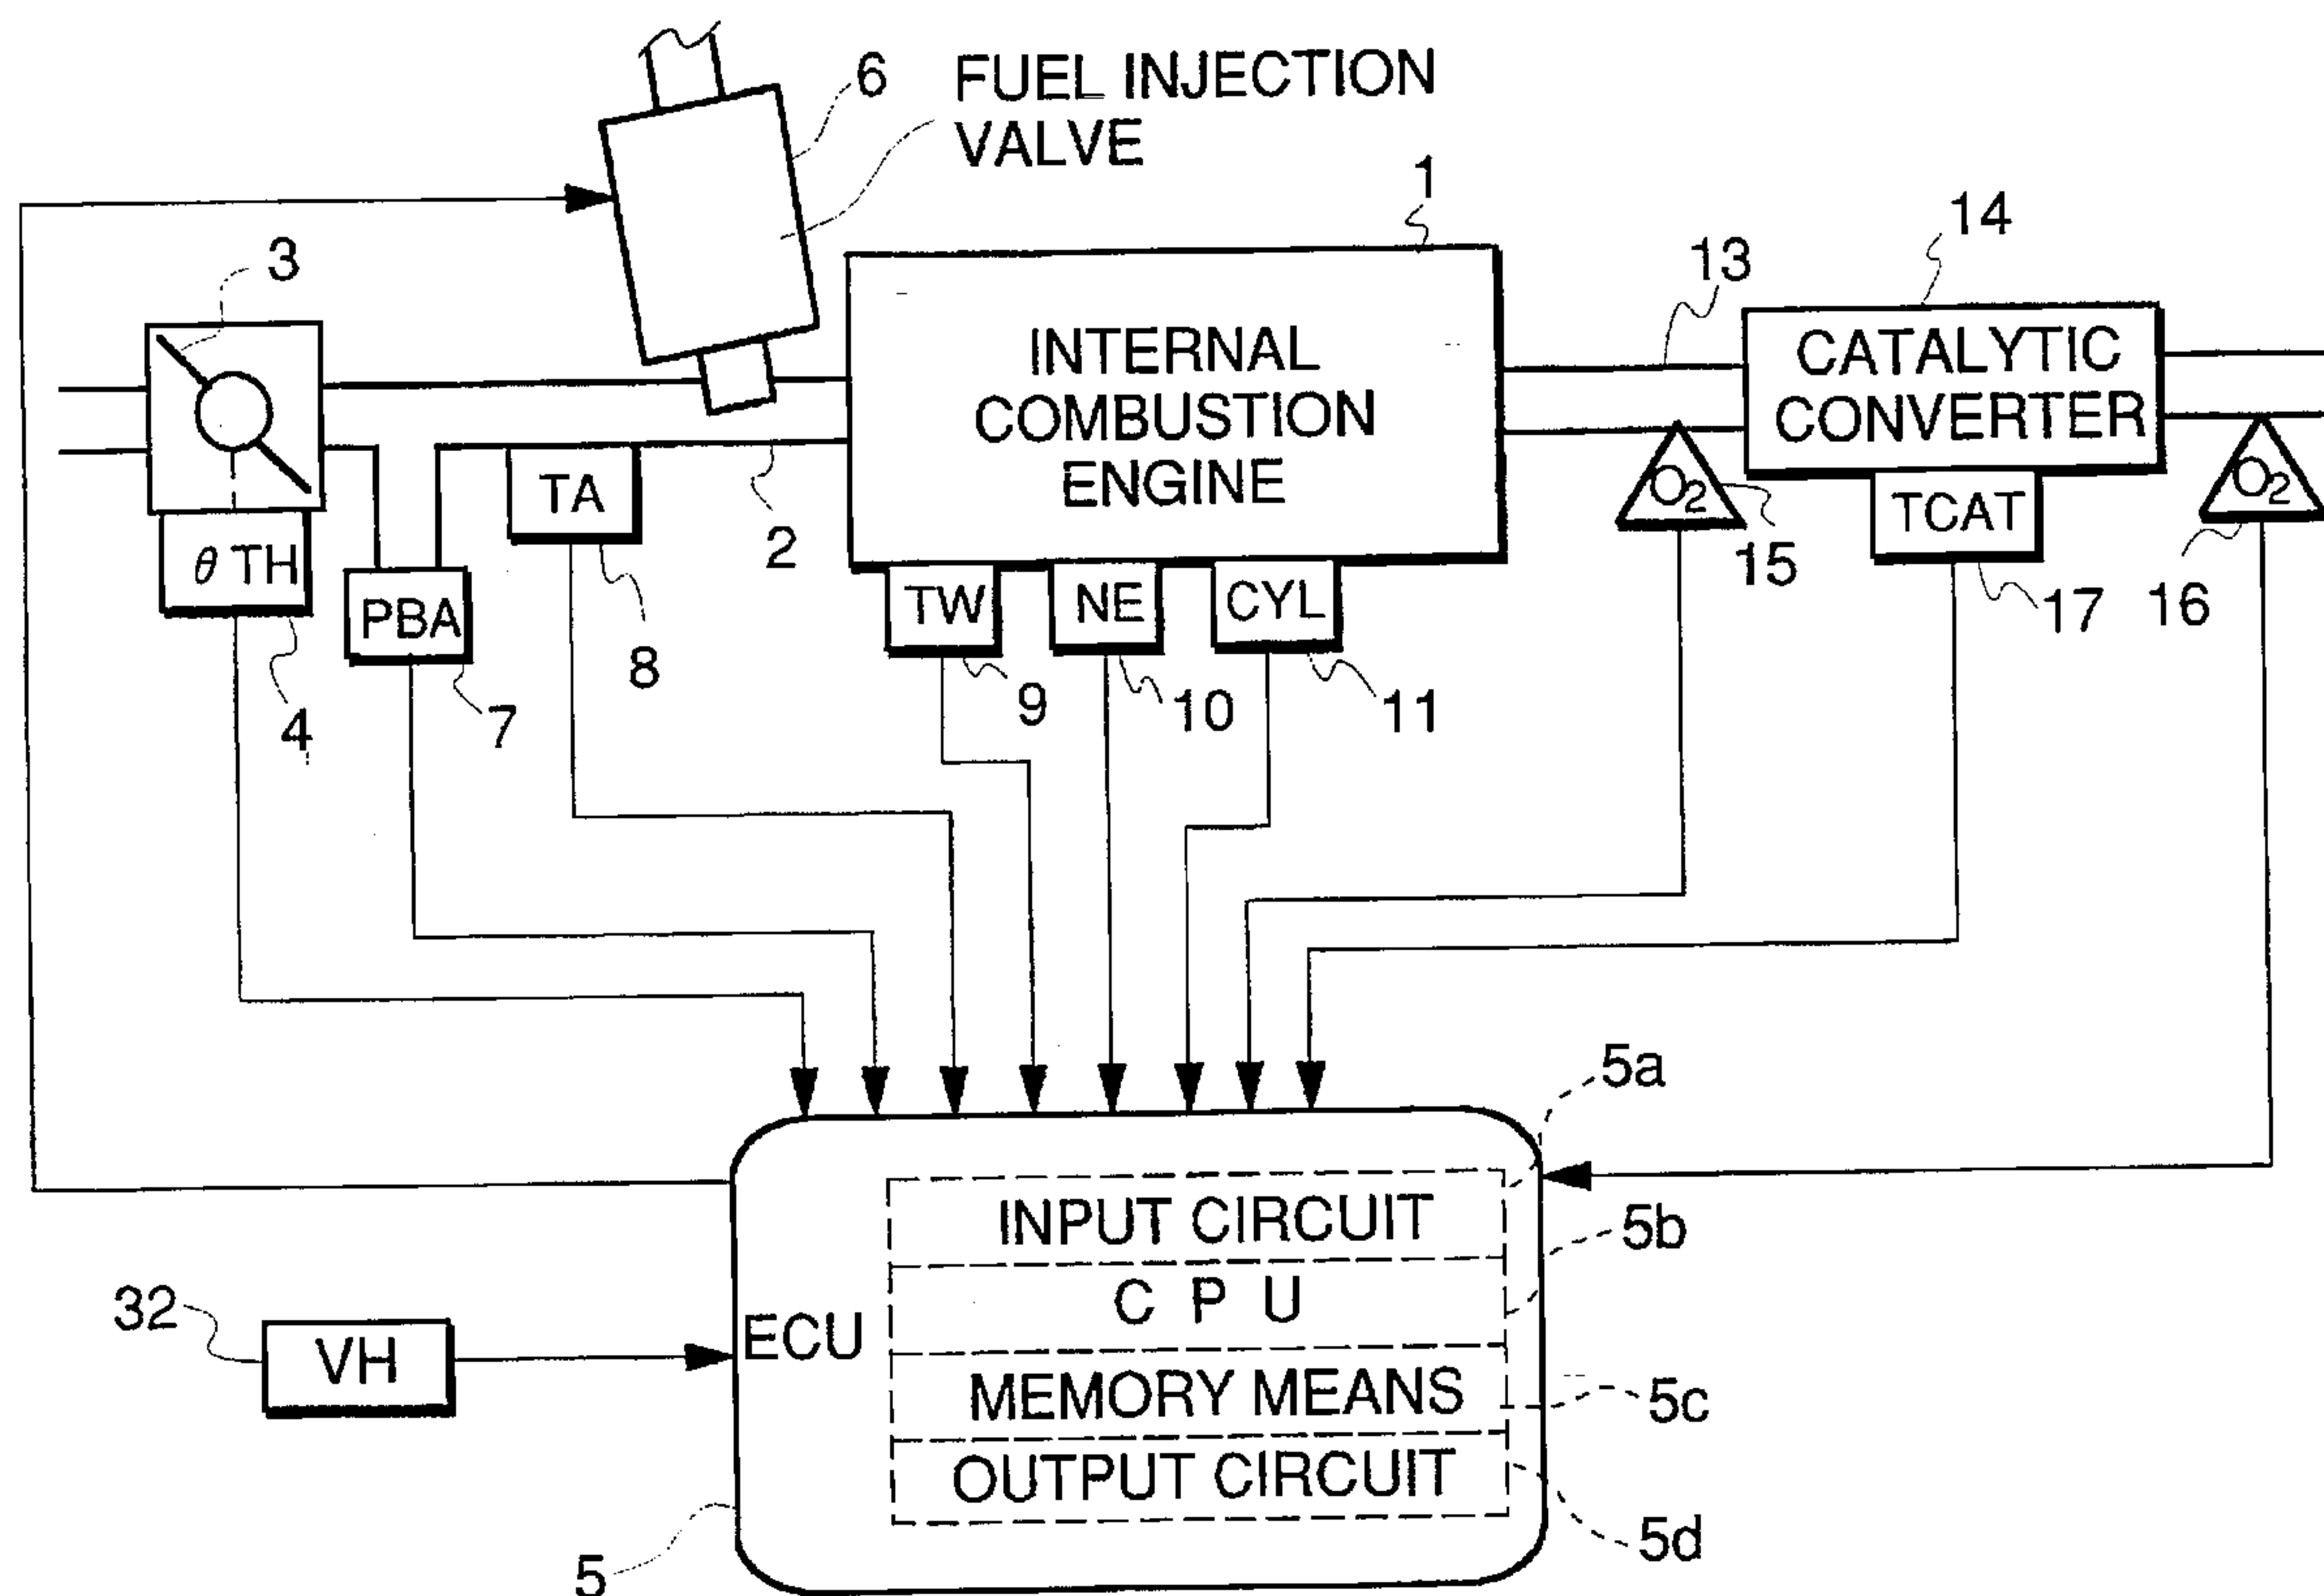 6
FUEL INJECTION
VALVE
1
14
3
13
INTERNAL
COMBUSTION
ENGINE
CATALYTIC
CONVERTER
TA
O2
TCAT
O2
θ TH
2
15
PBA
TW
NE
CYL
17
16
8
4
7
9
10
11
5a
INPUT CIRCUIT
5b
C P U
32
VH
ECU
MEMORY MEANS
5c
OUTPUT CIRCUIT
5d
5